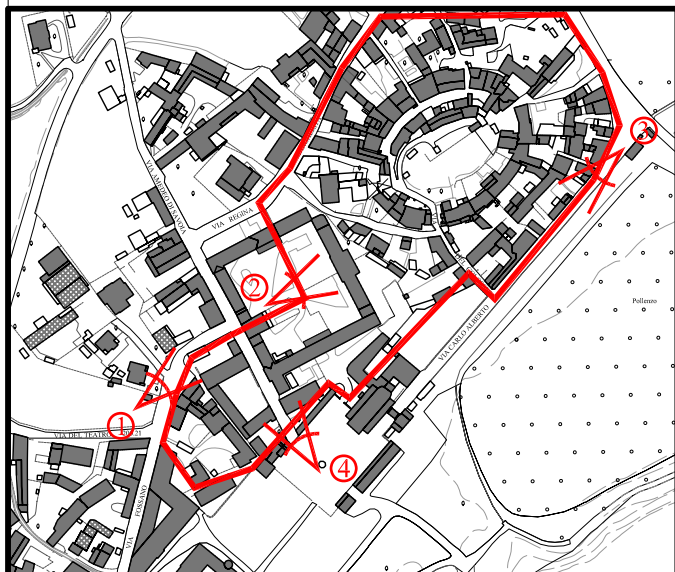 3
VIA AMEDEO DI SAVOIA
VIA REGINA
2
Pollenzo
VIA CARLO ALBERTO
1
VIA DEL TEATRO
21
4
VIA FOSSANO